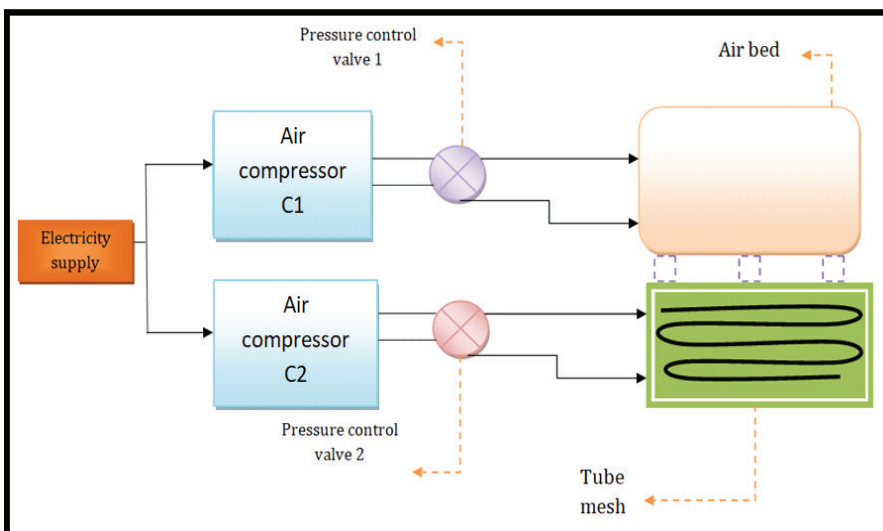 Pressure control
valve 1
Air bed
Air
compressor
C1
Electricity
supply
Air
compressor
C2
Pressure control
valve 2
Tube
mesh